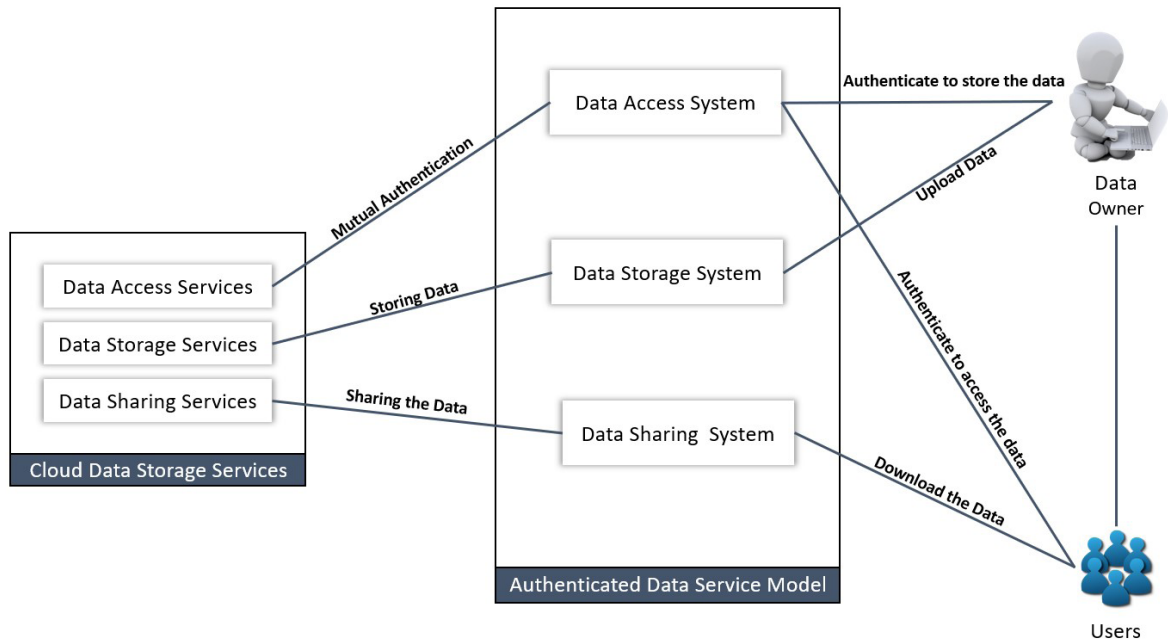 Data Access System
Authenticate to store the data
Mutual Authentication
Upload Data
Data
Owner
Data Access Services
Storing Data
Data Storage System
Data Storage Services
Authenticate to access the data
Data Sharing Services
Sharing the Data
Data Sharing System
Cloud Data Storage Services
Download the Data
Authenticated Data Service Model
Users